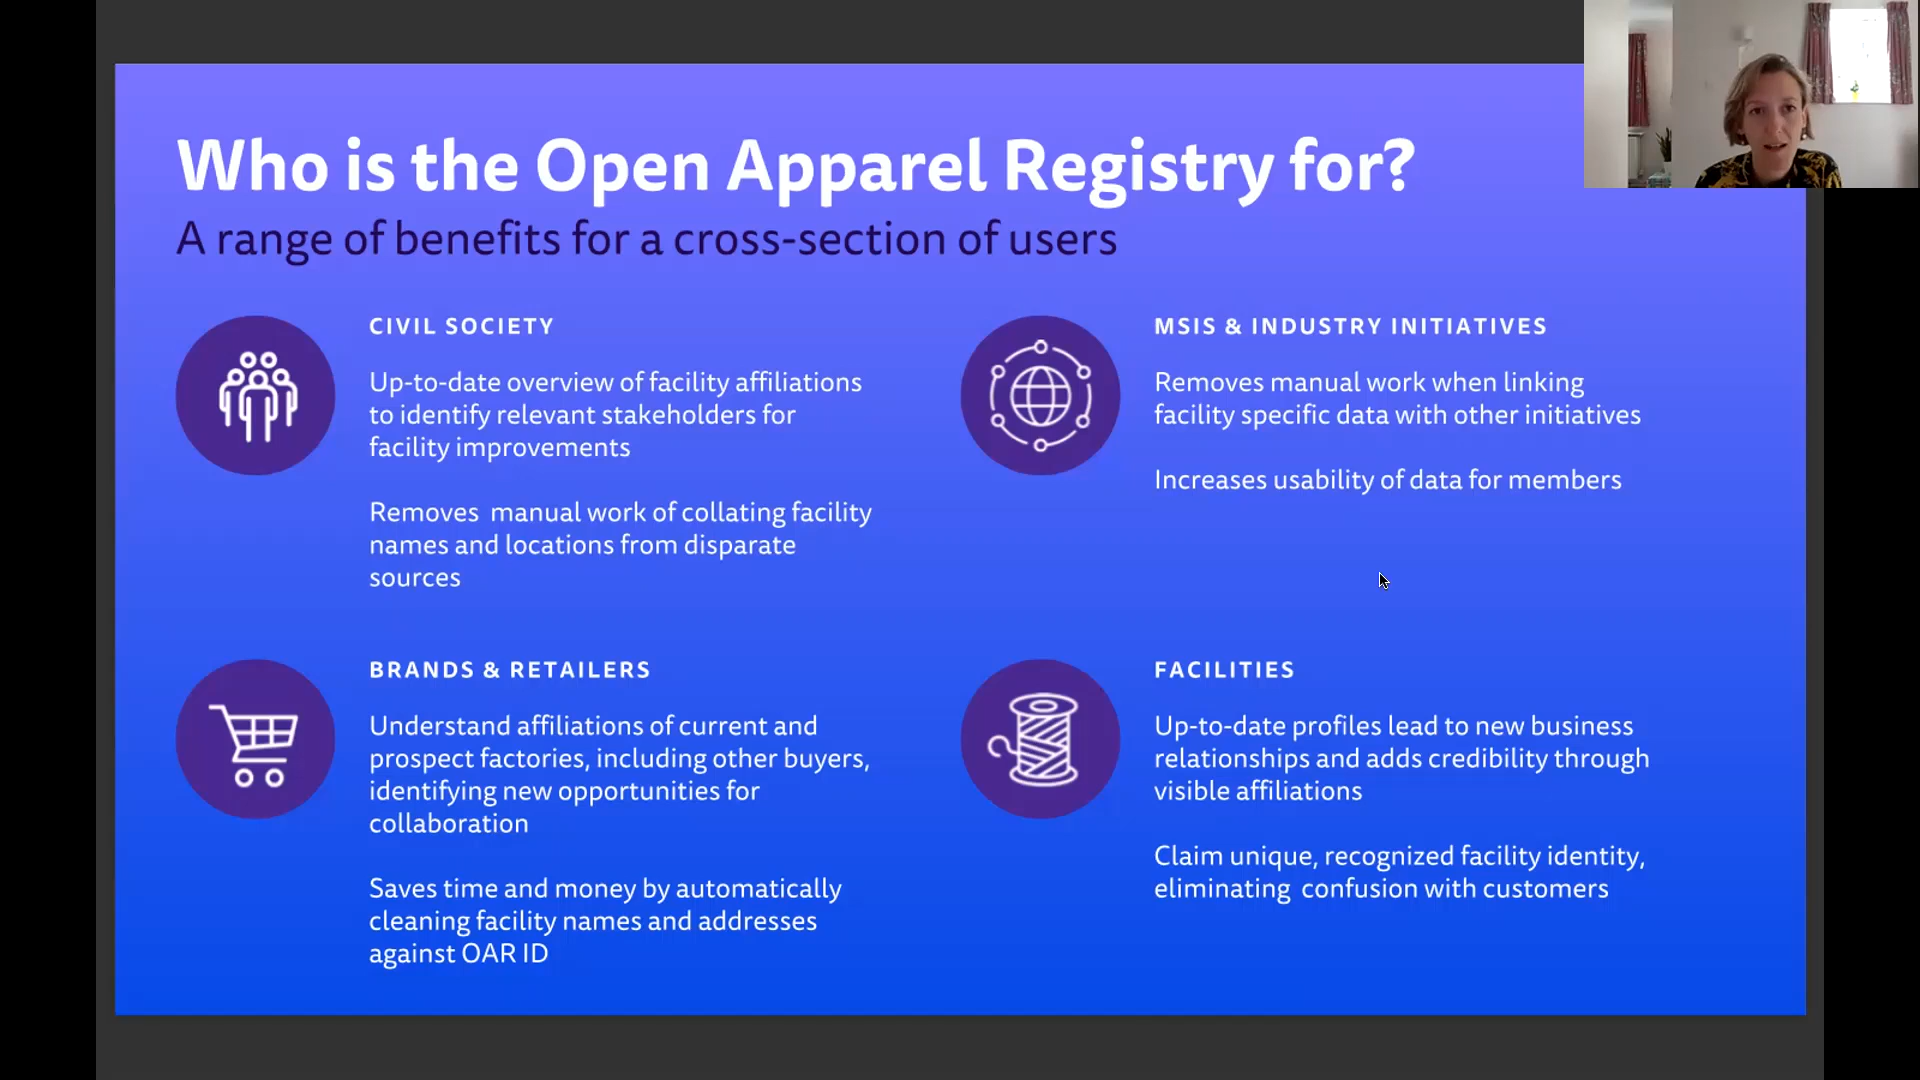 Who is the Open Apparel Registry for?
A range of benefits for a cross-section of users
CIVIL SOCIETY
Up-to-date overview of facility affiliations
to identify relevant stakeholders for
facility improvements
Removes manual work of collating facility
names and locations from disparate
sources
MSIS & INDUSTRY INITIATIVES
Removes manual work when linking
facility specific data with other initiatives
Increases usability of data for members
BRANDS & RETAILERS
Understand affiliations of current and
prospect factories, including other buyers,
identifying new opportunities for
collaboration
Saves time and money by automatically
cleaning facility names and addresses
against OAR ID
FACILITIES
Up-to-date profiles lead to new business
relationships and adds credibility through
visible affiliations
Claim unique, recognized facility identity,
eliminating confusion with customers